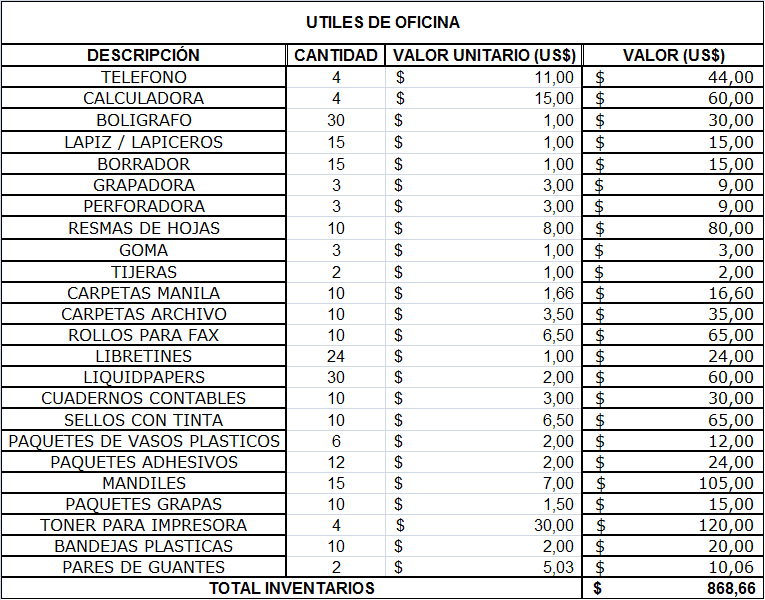 UTILES DE OFICINA
DESCRIPCIÓN CANTIDAD VALOR UNITARIO (US$) VALOR (US$)
TELEFONO 4 $ 11,00 $ 44,00
CALCULADORA 4 $ 15,00 $ 60,00
BOLIGRAFO 30 $ 1,00 $ 30,00
LAPIZ / LAPICEROS 15 $ 1,00 $ 15,00
BORRADOR 15 $ 1,00 $ 15,00
GRAPADORA 3 $ 3,00 $ 9,00
PERFORADORA 3 $ 3,00 $ 9,00
RESMAS DE HOJAS 10 $ 8,00 $ 80,00
GOMA 3 $ 1,00 $ 3,00
TIJERAS 2 $ 1,00 $ 2,00
CARPETAS MANILA 10 $ 1,66 $ 16,60
CARPETAS ARCHIVO 10 $ 3,50 $ 35,00
ROLLOS PARA FAX 10 $ 6,50 $ 65,00
LIBRETINES 24 $ 1,00 $ 24,00
LIQUIDPAPERS 30 $ 2,00 $ 60,00
CUADERNOS CONTABLES 10 $ 3,00 $ 30,00
SELLOS CON TINTA 10 $ 6,50 $ 65,00
PAQUETES DE VASOS PLASTICOS 6 $ 2,00 $ 12,00
PAQUETES ADHESIVOS 12 $ 2,00 $ 24,00
MANDILES 15 $ 7,00 $ 105,00
PAQUETES GRAPAS 10 $ 1,50 $ 15,00
TONER PARA IMPRESORA 4 $ 30,00 $ 120,00
BANDEJAS PLASTICAS 10 $ 2,00 $ 20,00
PARES DE GUANTES 2 $ 5,03 $ 10,06
TOTAL INVENTARIOS $ 868,66